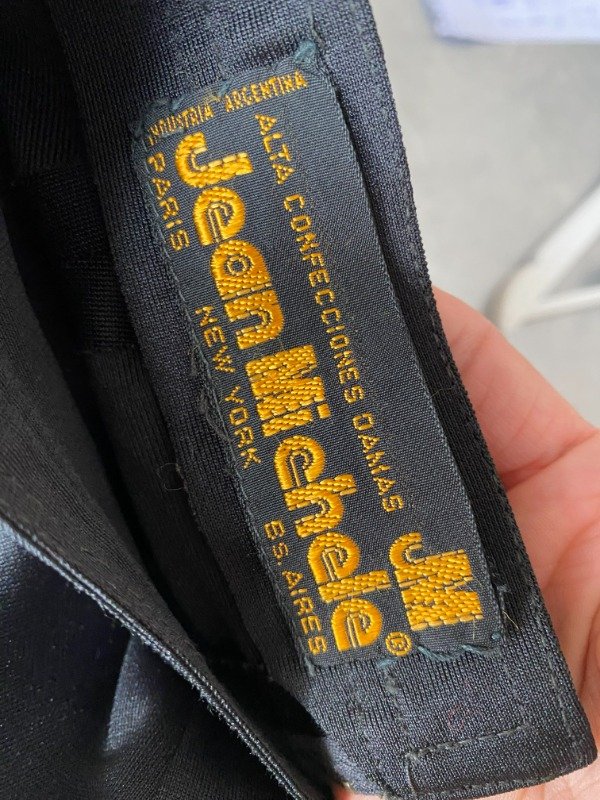 ALTA CONFECCIONES DAMAS JM
Jean Michele ®
PARIS NEW YORK BS.AIRES
INDUSTRIA ARGENTINA